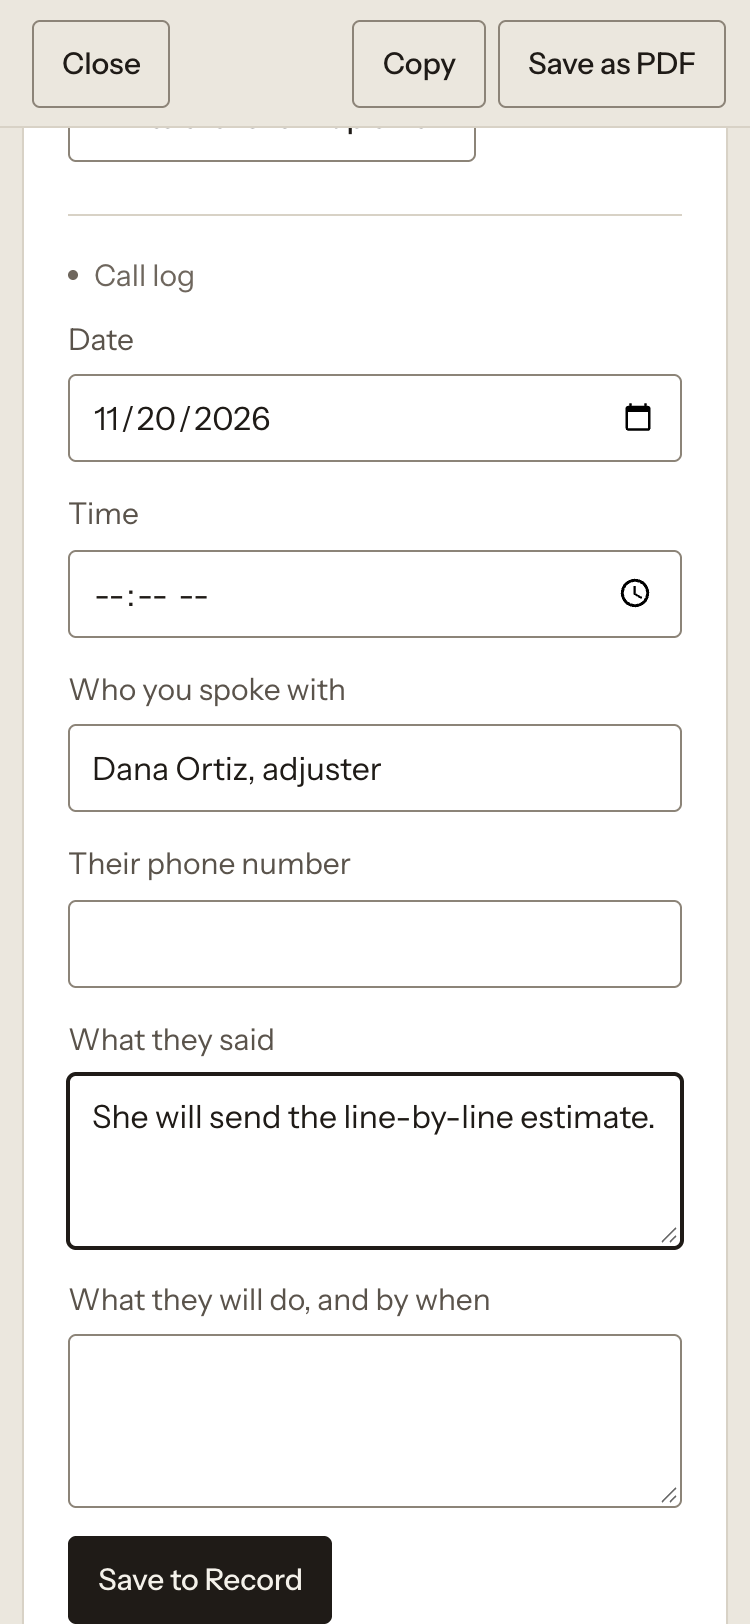 Close
Copy
Save as PDF
Call log
Date
11/20/2026
Time
--:-- --
Who you spoke with
Dana Ortiz, adjuster
Their phone number
What they said
She will send the line-by-line estimate.
What they will do, and by when
Save to Record